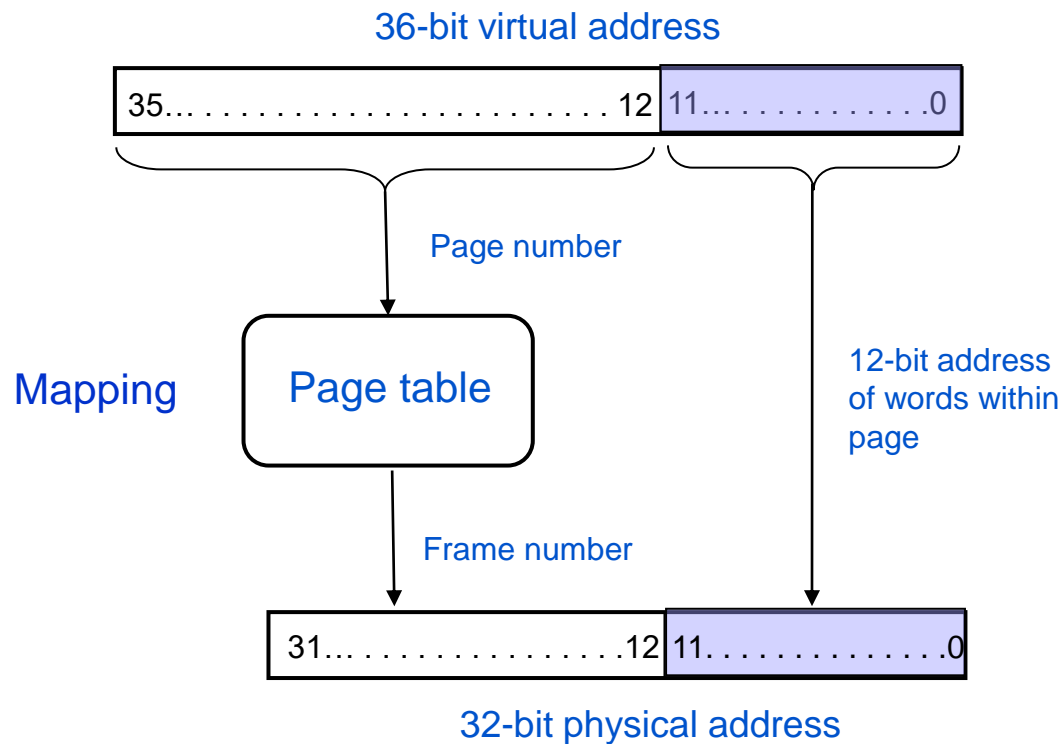 36-bit virtual address
35... . . . . . . . . . . . . . . . . . . . . . . . . 12 11... . . . . . . . . . . .0
Page number
Mapping
Page table
12-bit address
of words within
page
Frame number
31... . . . . . . . . . . . . . . . .12 11. . . . . . . . . . . . . .0
32-bit physical address